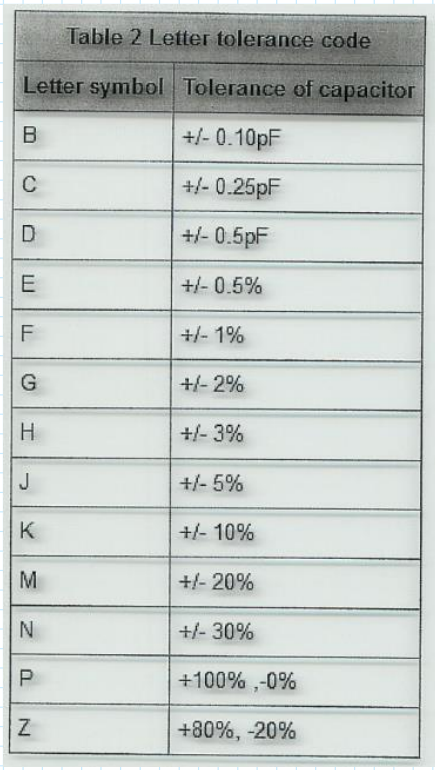 Table 2 Letter tolerance code
Letter symbol Tolerance of capacitor
B +/- 0.10pF
C +/- 0.25pF
D +/- 0.5pF
E +/- 0.5%
F +/- 1%
G +/- 2%
H +/- 3%
J +/- 5%
K +/- 10%
M +/- 20%
N +/- 30%
P +100% ,-0%
Z +80%, -20%